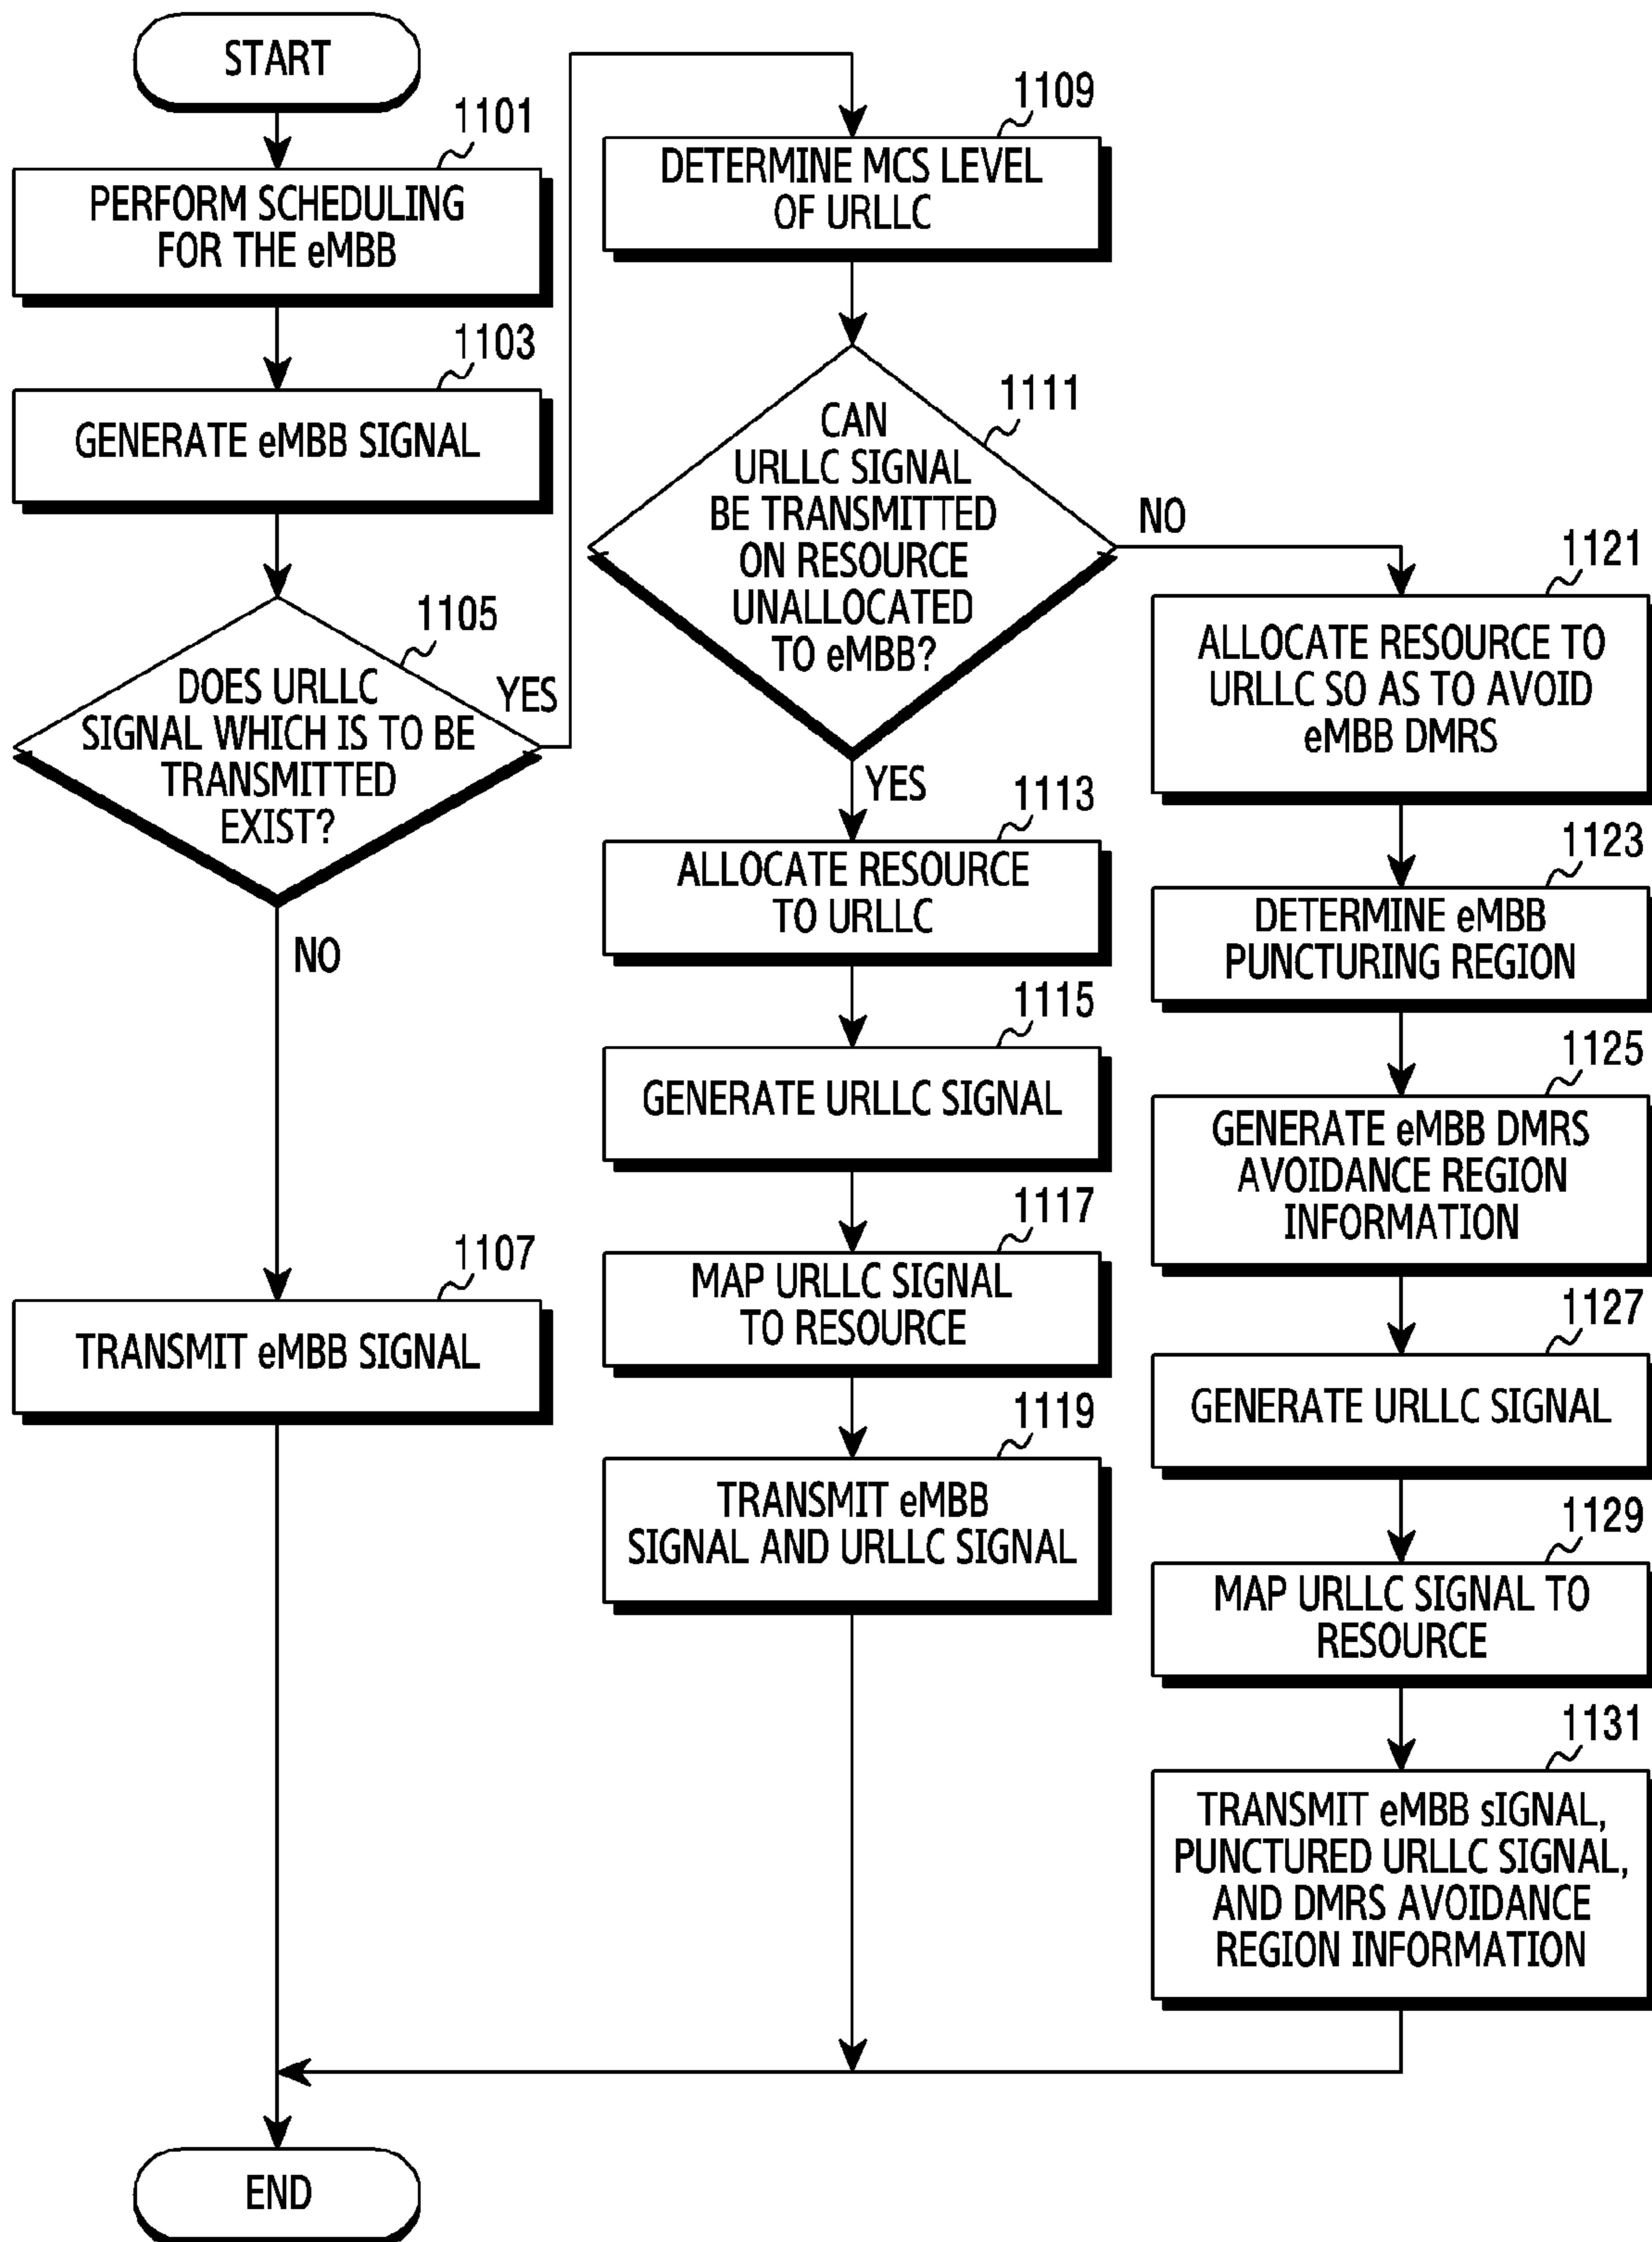 START
1101
PERFORM SCHEDULING
FOR THE eMBB
1103
GENERATE eMBB SIGNAL
1105
DOES URLLC
SIGNAL WHICH IS TO BE
TRANSMITTED
EXIST?
YES
NO
1107
TRANSMIT eMBB SIGNAL
1109
DETERMINE MCS LEVEL
OF URLLC
1111
CAN
URLLC SIGNAL
BE TRANSMITTED
ON RESOURCE
UNALLOCATED
TO eMBB?
NO
YES
1113
ALLOCATE RESOURCE
TO URLLC
1115
GENERATE URLLC SIGNAL
1117
MAP URLLC SIGNAL
TO RESOURCE
1119
TRANSMIT eMBB
SIGNAL AND URLLC SIGNAL
1121
ALLOCATE RESOURCE TO
URLLC SO AS TO AVOID
eMBB DMRS
1123
DETERMINE eMBB
PUNCTURING REGION
1125
GENERATE eMBB DMRS
AVOIDANCE REGION
INFORMATION
1127
GENERATE URLLC SIGNAL
1129
MAP URLLC SIGNAL TO
RESOURCE
1131
TRANSMIT eMBB sIGNAL,
PUNCTURED URLLC SIGNAL,
AND DMRS AVOIDANCE
REGION INFORMATION
END